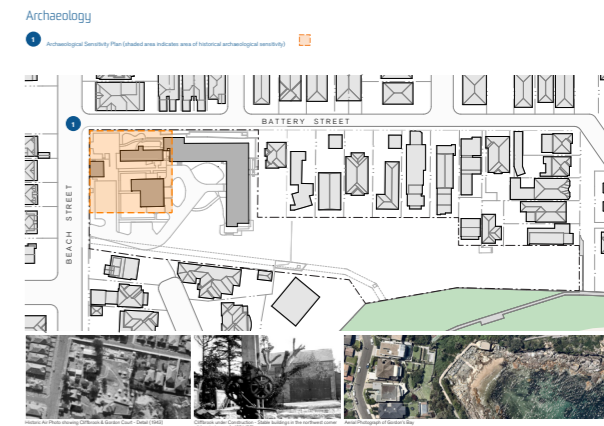 Archaeology
1 Archaeological Sensitivity Plan (shaded area indicates area of historical archaeological sensitivity)
1
BATTERY STREET
BEACH STREET
Historic Air Photo showing Cliffbrook & Gordon Court - Detail (1943)
Cliffbrook under Construction - Stable buildings in the northwest corner
Aerial Photograph of Gordon's Bay